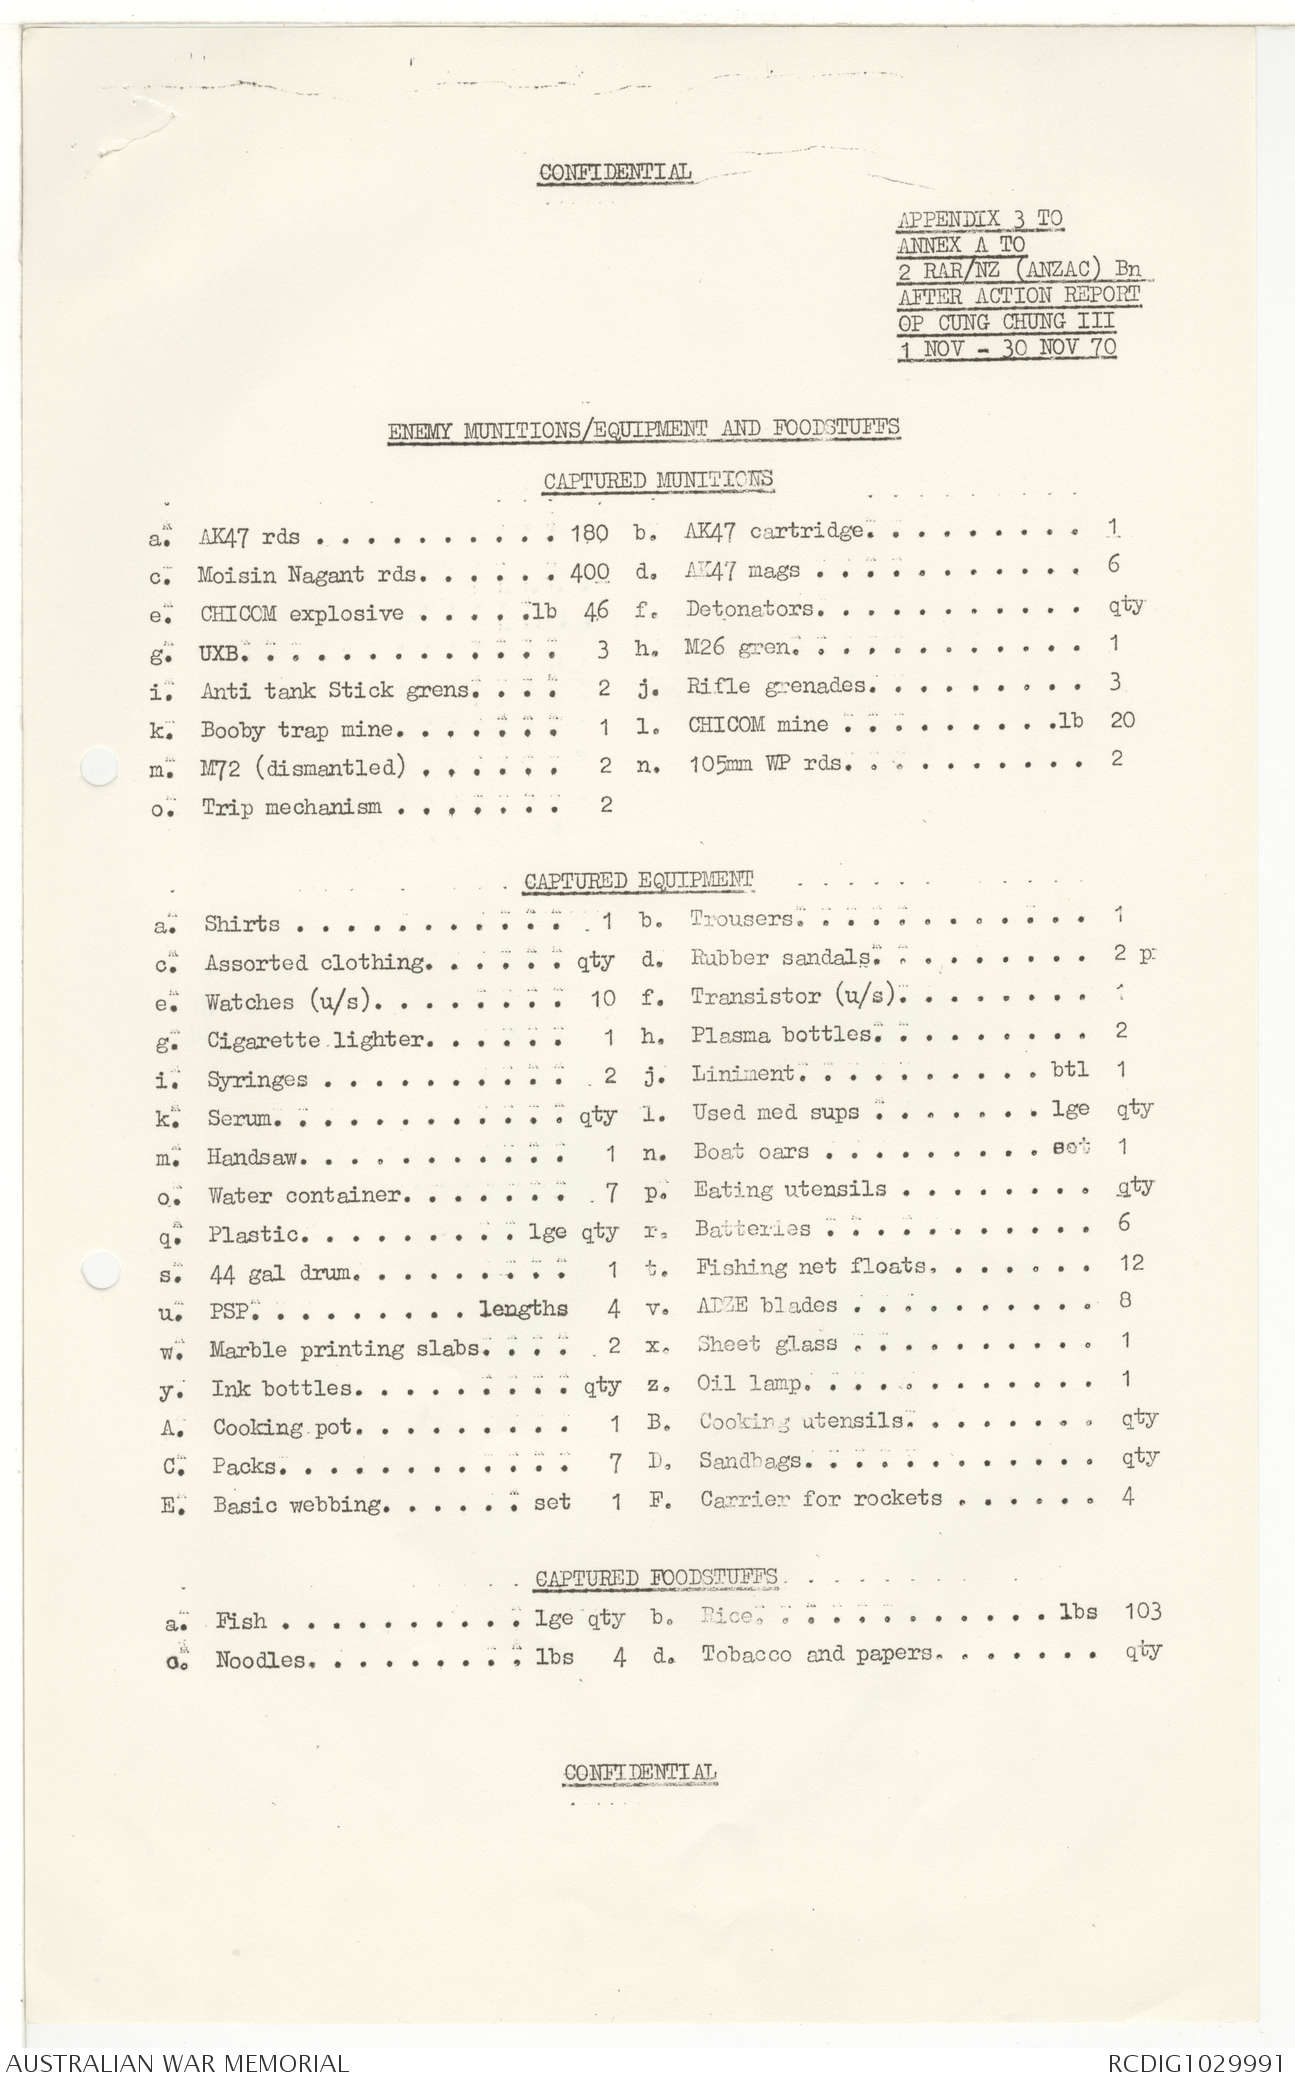 CONFIDENTIAL
APPENDIX 3 TO
ANNEX A TO
2 RAR/NZ (ANZAC) Bn
AFTER ACTION REPORT
OP CUNG CHUNG III
1 NOV - 30 NOV 70
ENEMY MUNITIONS/EQUIPMENT AND FOODSTUFFS
CAPTURED MUNITIONS
a. AK47 rds . . . . . . . . . . 180 b. AK47 cartridge. . . . . . . . . 1
c. Moisin Nagant rds. . . . . . 400 d. AK47 mags . . . . . . . . . . . 6
e. CHICOM explosive . . . . .lb 46 f. Detonators. . . . . . . . . . . qty
g. UXB. . . . . . . . . . . . . 3 h. M26 gren. . . . . . . . . . . . 1
i. Anti tank Stick grens. . . . 2 j. Rifle grenades. . . . . . . . . 3
k. Booby trap mine. . . . . . . 1 l. CHICOM mine . . . . . . . . .lb 20
m. M72 (dismantled) . . . . . . 2 n. 105mm WP rds. . . . . . . . . . 2
o. Trip mechanism . . . . . . . 2
CAPTURED EQUIPMENT
a. Shirts . . . . . . . . . . . 1 b. Trousers. . . . . . . . . . . . 1
c. Assorted clothing. . . . . . qty d. Rubber sandals. . . . . . . . . 2 pr
e. Watches (u/s). . . . . . . . 10 f. Transistor (u/s). . . . . . . . 1
g. Cigarette lighter. . . . . . 1 h. Plasma bottles. . . . . . . . . 2
i. Syringes . . . . . . . . . . 2 j. Liniment. . . . . . . . . . btl 1
k. Serum. . . . . . . . . . . . qty l. Used med sups . . . . . . . lge qty
m. Handsaw. . . . . . . . . . . 1 n. Boat oars . . . . . . . . . set 1
o. Water container. . . . . . . 7 p. Eating utensils . . . . . . . . qty
q. Plastic. . . . . . . . . lge qty r. Batteries . . . . . . . . . . . 6
s. 44 gal drum. . . . . . . . . 1 t. Fishing net floats. . . . . . . 12
u. PSP. . . . . . . . . lengths 4 v. ADZE blades . . . . . . . . . . 8
w. Marble printing slabs. . . . 2 x. Sheet glass . . . . . . . . . . 1
y. Ink bottles. . . . . . . . . qty z. Oil lamp. . . . . . . . . . . . 1
A. Cooking pot. . . . . . . . . 1 B. Cooking utensils. . . . . . . . qty
C. Packs. . . . . . . . . . . . 7 D. Sandbags. . . . . . . . . . . . qty
E. Basic webbing. . . . . . set 1 F. Carrier for rockets . . . . . . 4
CAPTURED FOODSTUFFS
a. Fish . . . . . . . . . . lge qty b. Rice. . . . . . . . . . . . lbs 103
c. Noodles. . . . . . . . . lbs 4 d. Tobacco and papers. . . . . . . qty
CONFIDENTIAL
AUSTRALIAN WAR MEMORIAL
RCDIG1029991